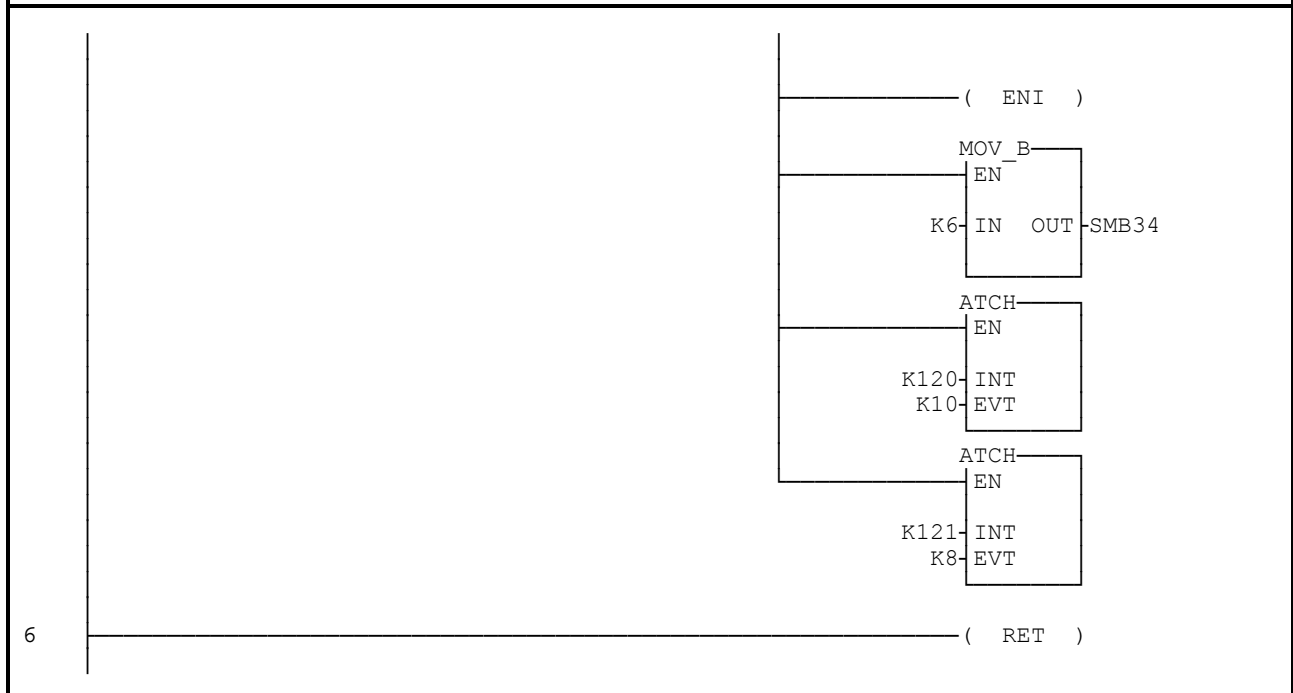 ( ENI )
MOV_B
EN
K6 IN OUT SMB34
ATCH
EN
K120 INT
K10 EVT
ATCH
EN
K121 INT
K8 EVT
6 ( RET )